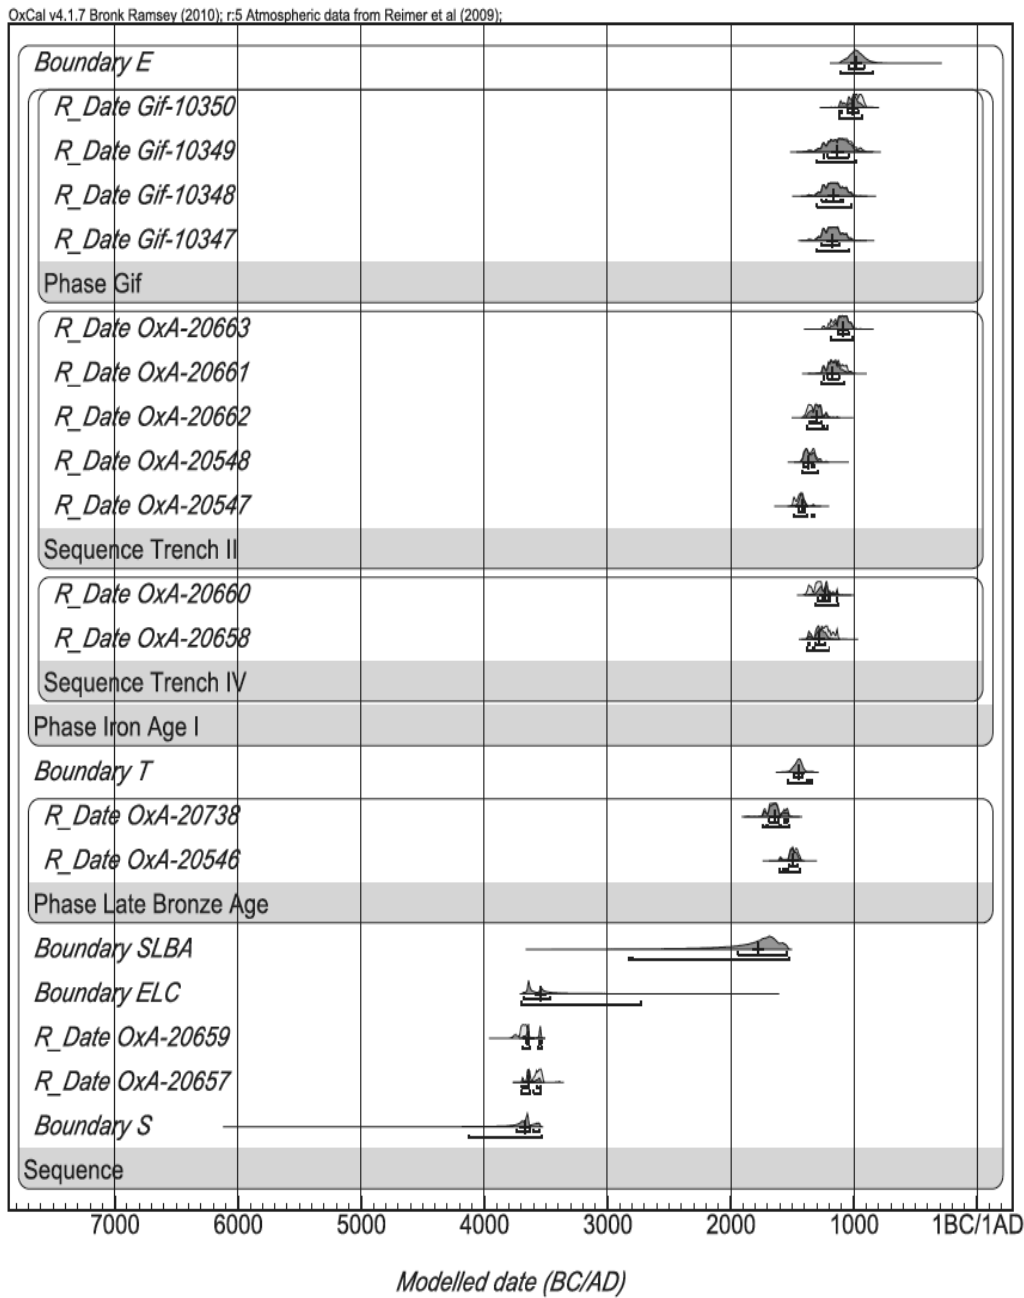 OxCal v4.1.7 Bronk Ramsey (2010); r:5 Atmospheric data from Reimer et al (2009);
Boundary E
R_Date Gif-10350
R_Date Gif-10349
R_Date Gif-10348
R_Date Gif-10347
Phase Gif
R_Date OxA-20663
R_Date OxA-20661
R_Date OxA-20662
R_Date OxA-20548
R_Date OxA-20547
Sequence Trench II
R_Date OxA-20660
R_Date OxA-20658
Sequence Trench IV
Phase Iron Age I
Boundary T
R_Date OxA-20738
R_Date OxA-20546
Phase Late Bronze Age
Boundary SLBA
Boundary ELC
R_Date OxA-20659
R_Date OxA-20657
Boundary S
Sequence
7000 6000 5000 4000 3000 2000 1000 1BC/1AD
Modelled date (BC/AD)